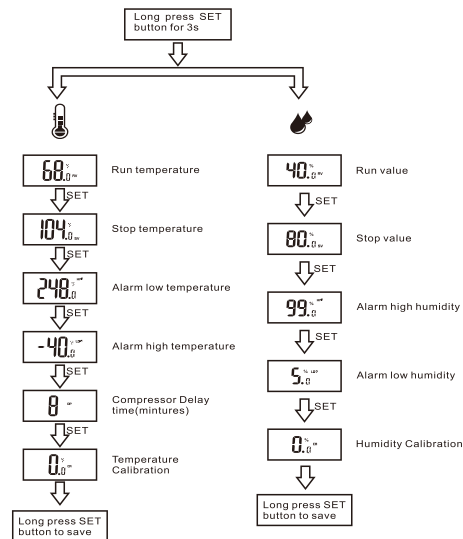 Long press SET
button for 3s
68.0 °F
Run temperature
SET
104.0 °F
Stop temperature
SET
248.0 °F
Alarm low temperature
SET
-40.0 °F
Alarm high temperature
SET
8
Compressor Delay
time(mintures)
SET
0.0 °F
Temperature
Calibration
Long press SET
button to save
40.0 %
Run value
SET
80.0 %
Stop value
SET
99.0 %
Alarm high humidity
SET
5.0 %
Alarm low humidity
SET
0.0 %
Humidity Calibration
Long press SET
button to save